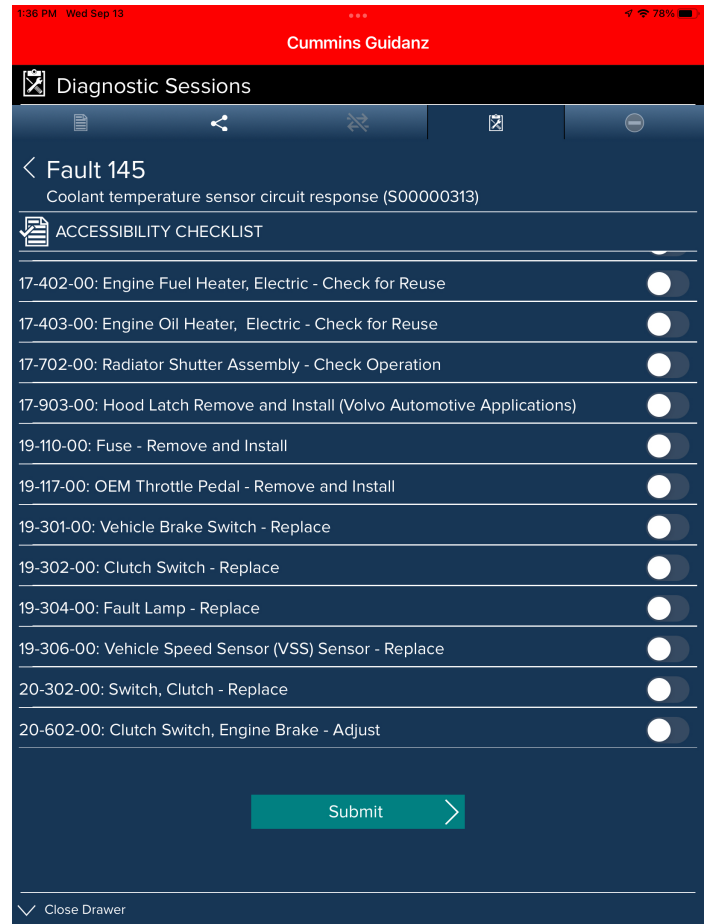 1:36 PM Wed Sep 13
78%
Cummins Guidanz
Diagnostic Sessions
Fault 145
Coolant temperature sensor circuit response (S00000313)
ACCESSIBILITY CHECKLIST
17-402-00: Engine Fuel Heater, Electric - Check for Reuse
17-403-00: Engine Oil Heater, Electric - Check for Reuse
17-702-00: Radiator Shutter Assembly - Check Operation
17-903-00: Hood Latch Remove and Install (Volvo Automotive Applications)
19-110-00: Fuse - Remove and Install
19-117-00: OEM Throttle Pedal - Remove and Install
19-301-00: Vehicle Brake Switch - Replace
19-302-00: Clutch Switch - Replace
19-304-00: Fault Lamp - Replace
19-306-00: Vehicle Speed Sensor (VSS) Sensor - Replace
20-302-00: Switch, Clutch - Replace
20-602-00: Clutch Switch, Engine Brake - Adjust
Submit
Close Drawer